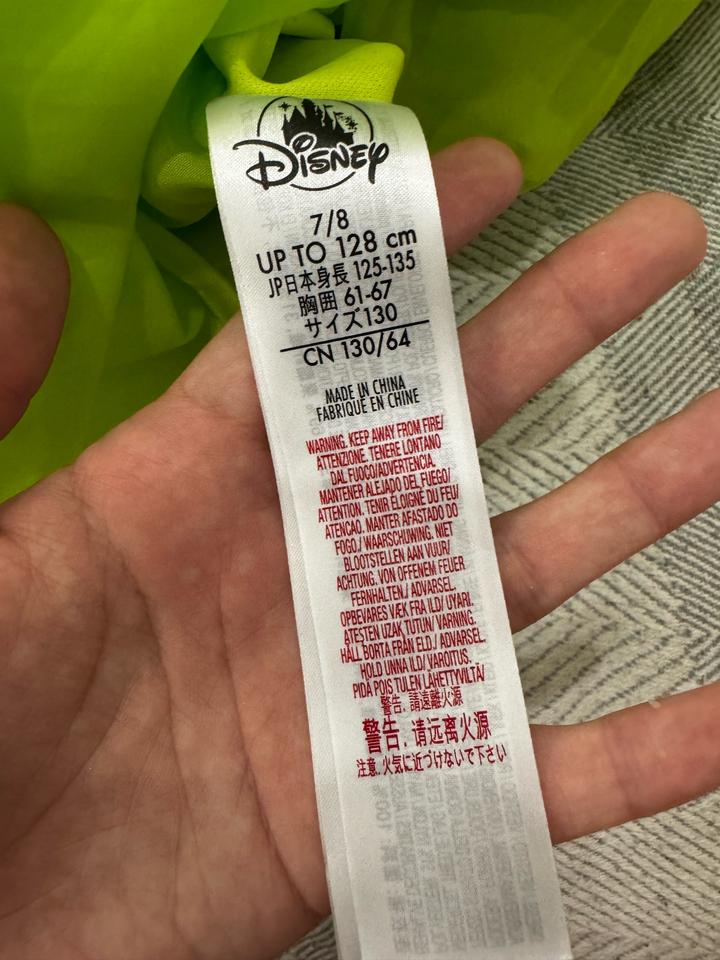 Disney
7/8
UP TO 128 cm
JP日本身長 125-135
胸囲 61-67
サイズ130
CN 130/64
MADE IN CHINA
FABRIQUÉ EN CHINE
WARNING. KEEP AWAY FROM FIRE/
ATTENZIONE. TENERE LONTANO
DAL FUOCO/ADVERTENCIA.
MANTENER ALEJADO DEL FUEGO/
ATTENTION. TENIR ÉLOIGNÉ DU FEU/
ATENCAO. MANTER AFASTADO DO
FOGO./ WAARSCHUWING. NIET
BLOOTSTELLEN AAN VUUR/
ACHTUNG. VON OFFENEM FEUER
FERNHALTEN./ ADVARSEL.
OPBEVARES VÆK FRA ILD/ UYARI.
ATESTEN UZAK TUTUN/ VARNING.
HÅLL BORTA FRÅN ELD./ ADVARSEL.
HOLD UNNA ILD/ VAROITUS.
PIDÄ POIS TULEN LÄHETTYVILTÄ/
警告. 請遠離火源
警告. 请远离火源
注意. 火気に近づけないで下さい